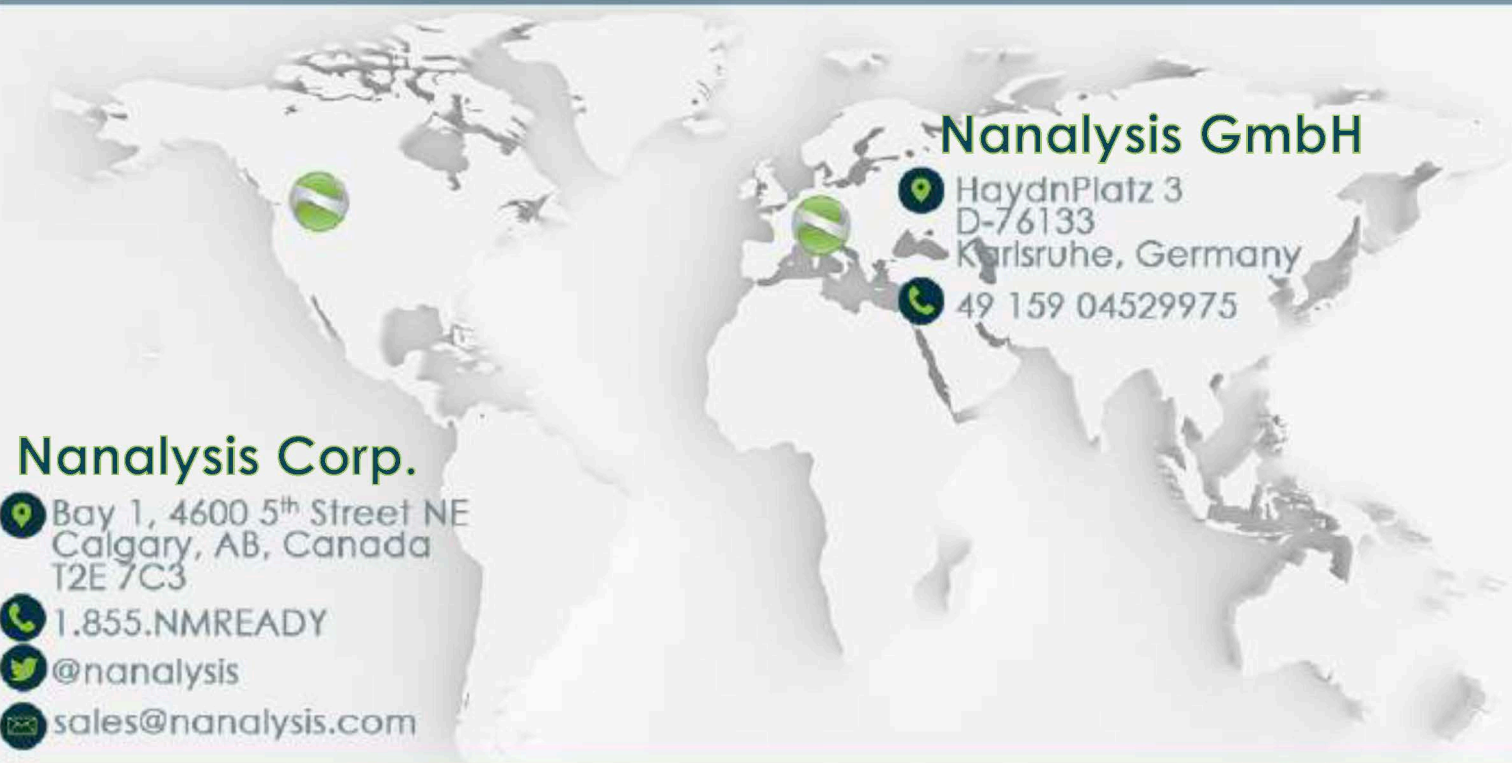 Nanalysis GmbH
HaydnPlatz 3
D-76133
Karlsruhe, Germany
49 159 04529975
Nanalysis Corp.
Bay 1, 4600 5th Street NE
Calgary, AB, Canada
T2E 7C3
1.855.NMREADY
@nanalysis
sales@nanalysis.com